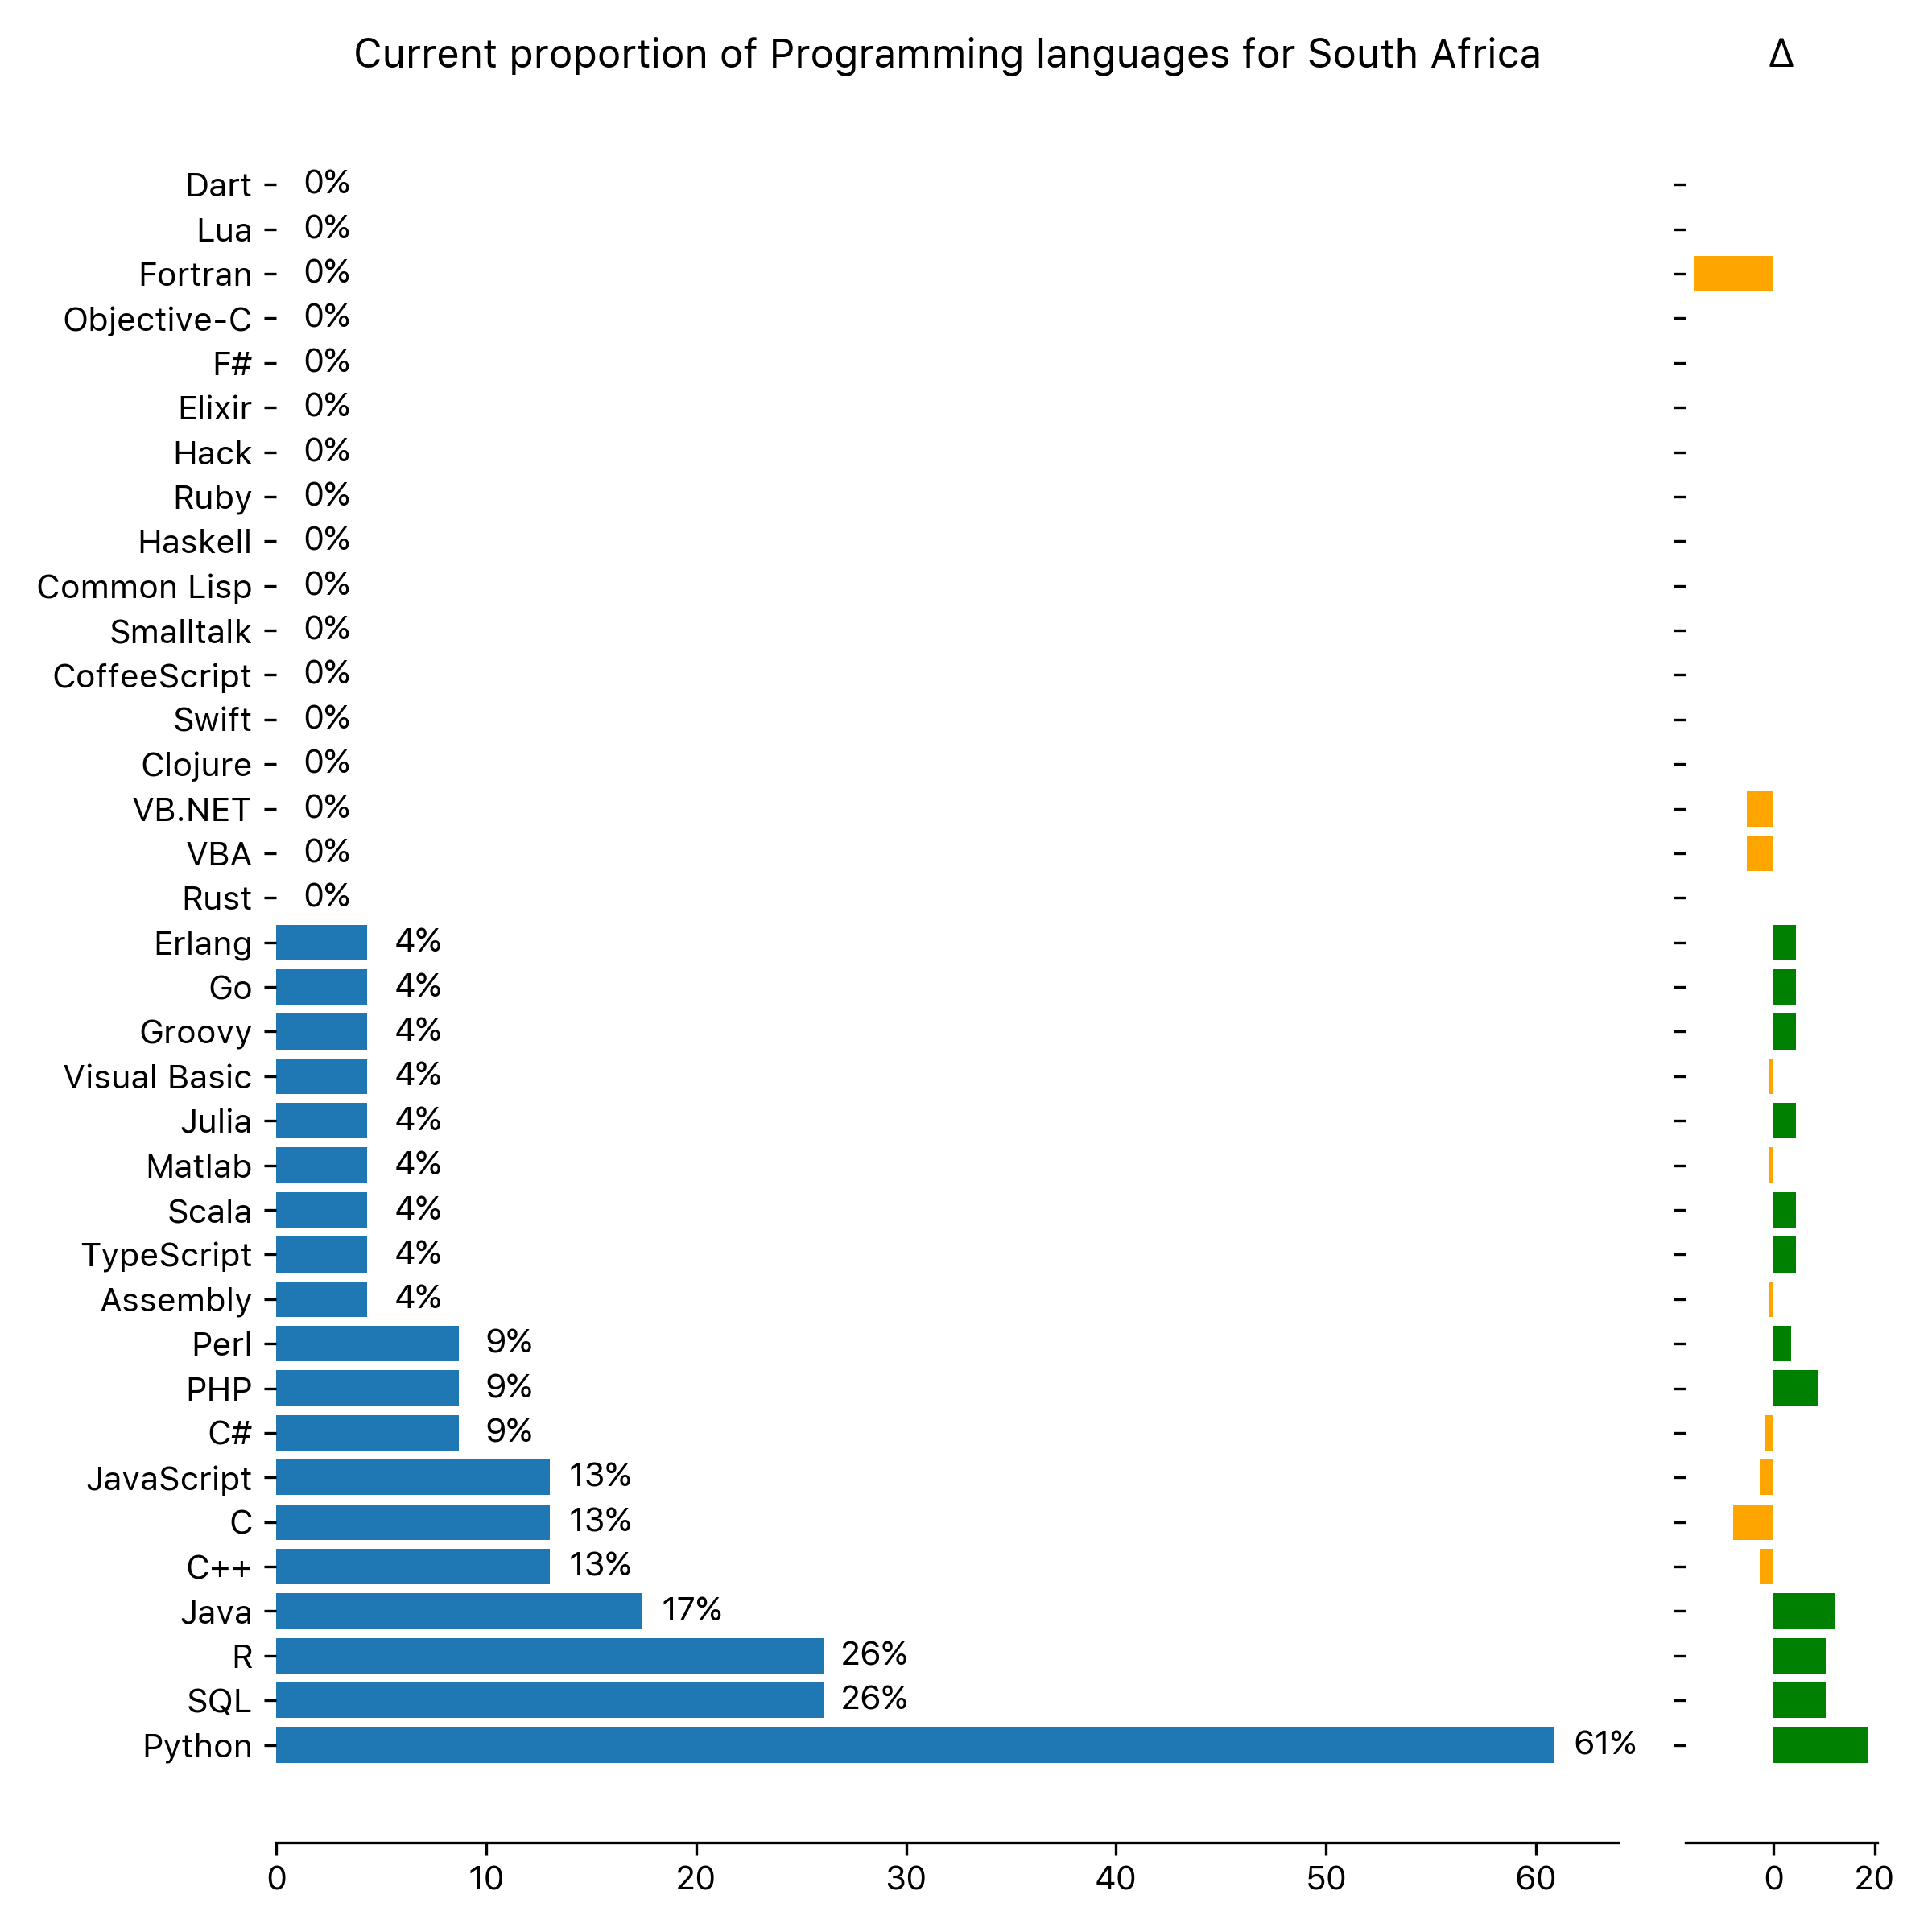 Current proportion of Programming languages for South Africa Δ
Dart 0%
Lua 0%
Fortran 0%
Objective-C 0%
F# 0%
Elixir 0%
Hack 0%
Ruby 0%
Haskell 0%
Common Lisp 0%
Smalltalk 0%
CoffeeScript 0%
Swift 0%
Clojure 0%
VB.NET 0%
VBA 0%
Rust 0%
Erlang 4%
Go 4%
Groovy 4%
Visual Basic 4%
Julia 4%
Matlab 4%
Scala 4%
TypeScript 4%
Assembly 4%
Perl 9%
PHP 9%
C# 9%
JavaScript 13%
C 13%
C++ 13%
Java 17%
R 26%
SQL 26%
Python 61%
0 10 20 30 40 50 60 0 20